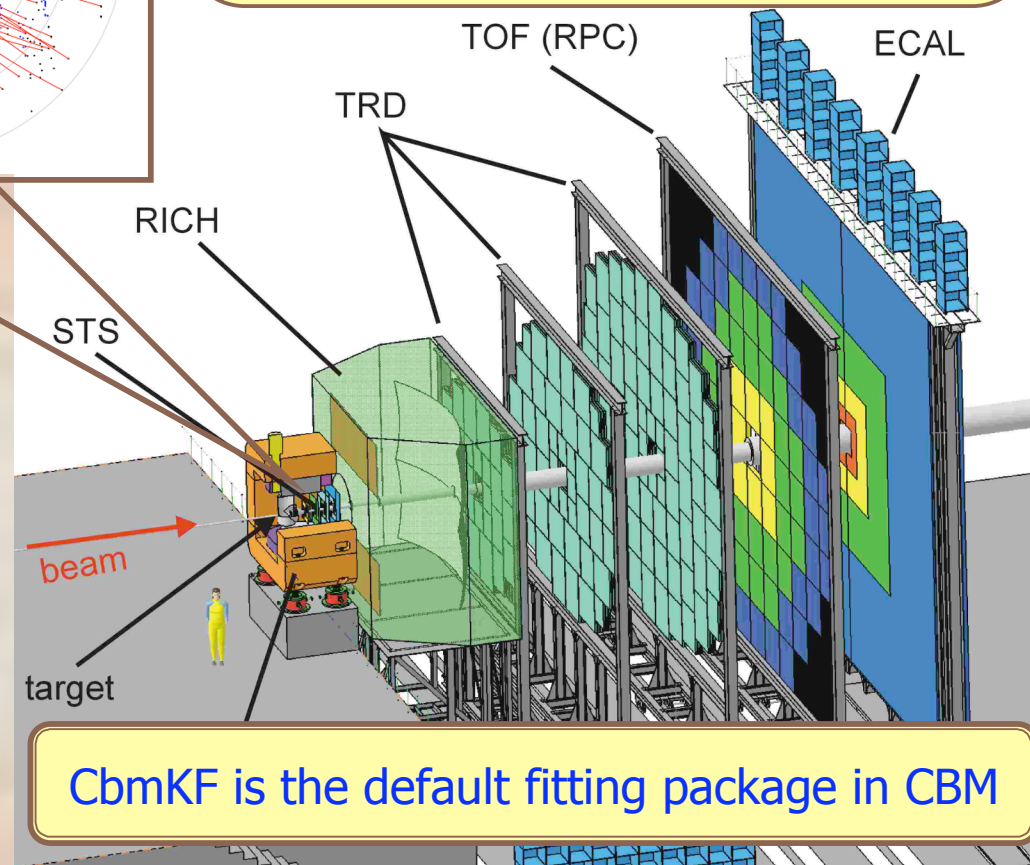 TOF (RPC)
ECAL
TRD
RICH
STS
beam
target
CbmKF is the default fitting package in CBM